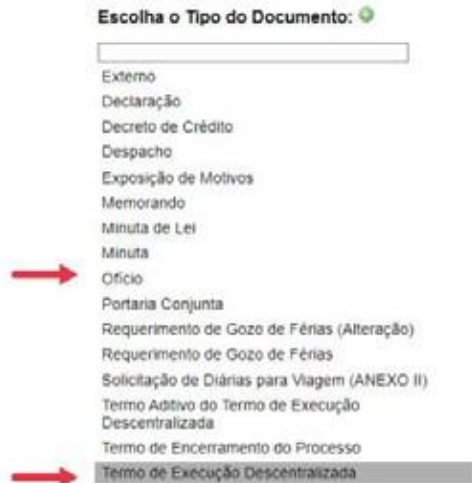 Escolha o Tipo do Documento:
Externo
Declaração
Decreto de Crédito
Despacho
Exposição de Motivos
Memorando
Minuta de Lei
Minuta
Ofício
Portaria Conjunta
Requerimento de Gozo de Férias (Alteração)
Requerimento de Gozo de Férias
Solicitação de Diárias para Viagem (ANEXO II)
Termo Aditivo do Termo de Execução
Descentralizada
Termo de Encerramento do Processo
Termo de Execução Descentralizada